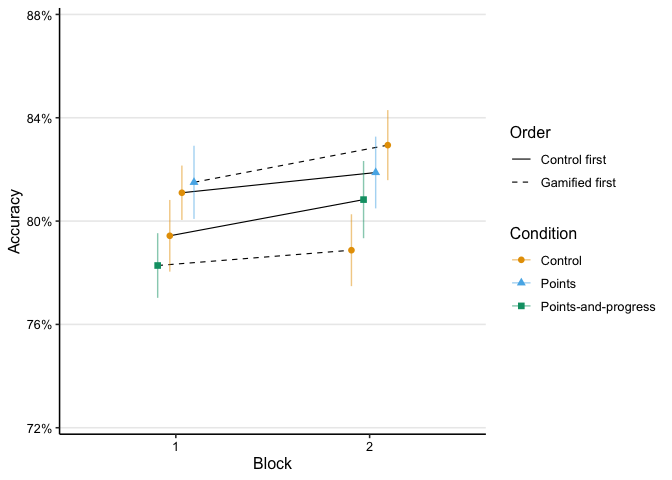 88%
84%
80%
76%
72%
Accuracy
1
2
Block
Order
Control first
Gamified first
Condition
Control
Points
Points-and-progress